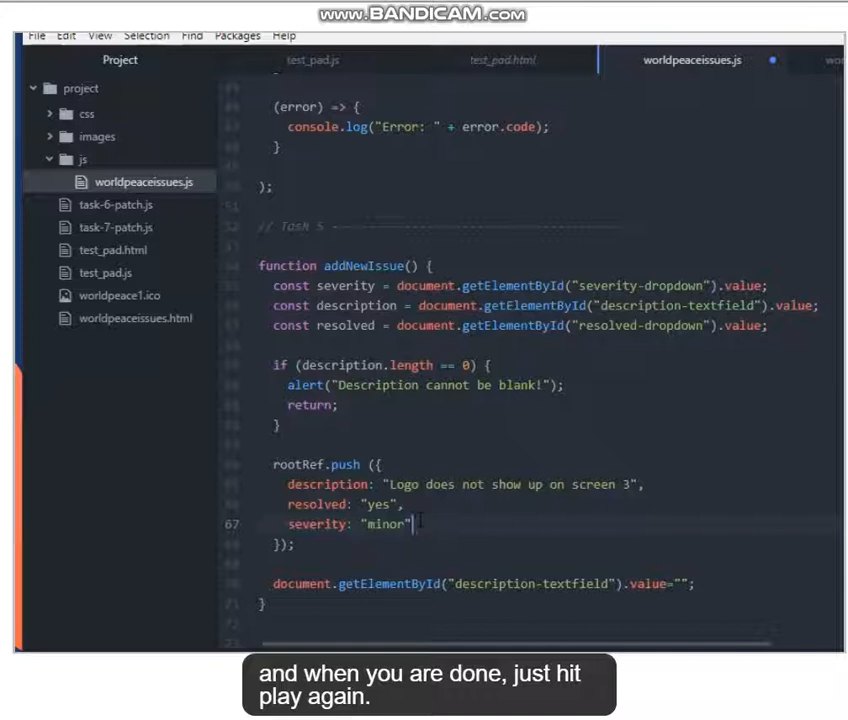 www.BANDICAM.com
File Edit View Selection Find Packages Help
Project
test_pad.js
test_pad.html
worldpeaceissues.js
wo
project
css
images
js
worldpeaceissues.js
task-6-patch.js
task-7-patch.js
test_pad.html
test_pad.js
worldpeace1.ico
worldpeaceissues.html
(error) => {
console.log("Error: " + error.code);
}
);
// Task 5
function addNewIssue() {
const severity = document.getElementById("severity-dropdown").value;
const description = document.getElementById("description-textfield").value;
const resolved = document.getElementById("resolved-dropdown").value;
if (description.length == 0) {
alert("Description cannot be blank!");
return;
}
rootRef.push ({
description: "Logo does not show up on screen 3",
resolved: "yes",
67 severity: "minor"
});
document.getElementById("description-textfield").value="";
}
and when you are done, just hit
play again.